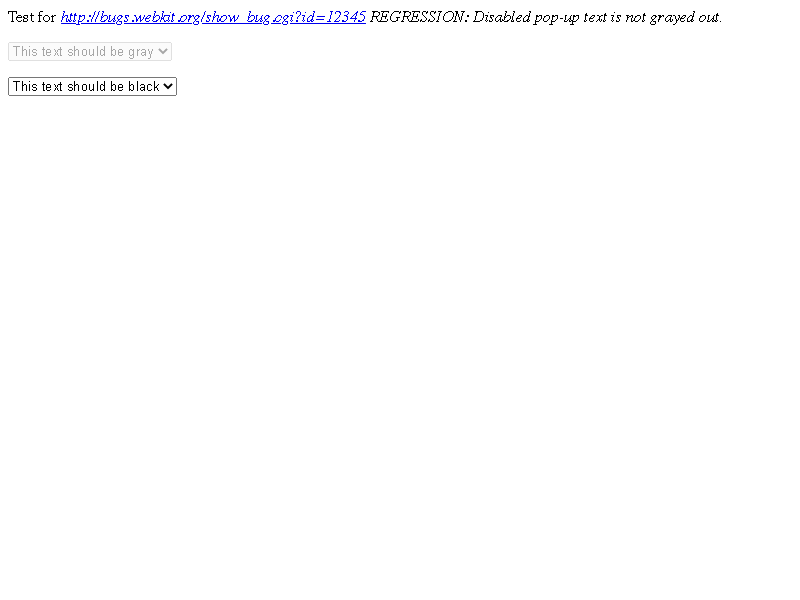 Test for http://bugs.webkit.org/show_bug.cgi?id=12345 REGRESSION: Disabled pop-up text is not grayed out.
This text should be gray
This text should be black